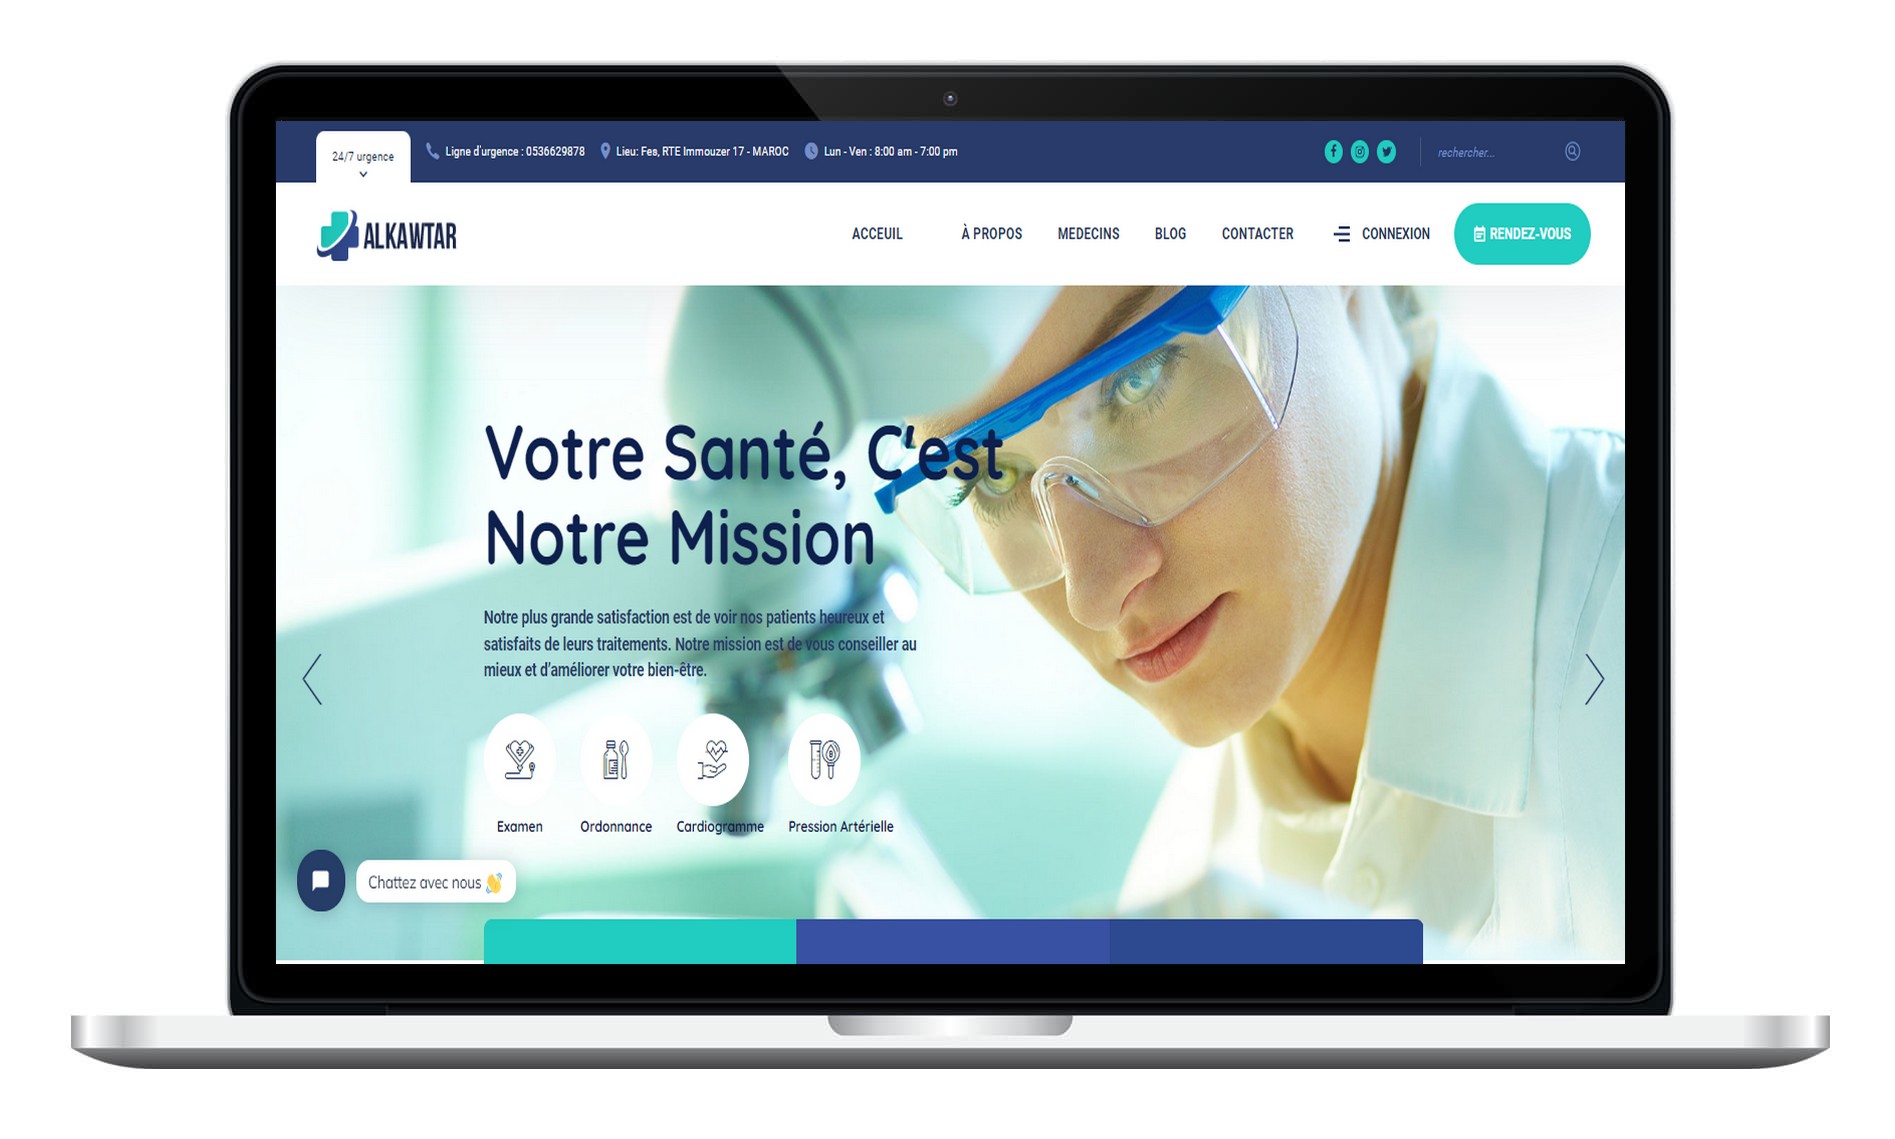 24/7 urgence
Ligne d'urgence : 0536629878
Lieu: Fes, RTE Immouzer 17 - MAROC
Lun - Ven : 8:00 am - 7:00 pm
rechercher...
ALKAWTAR
ACCEUIL
À PROPOS
MEDECINS
BLOG
CONTACTER
CONNEXION
RENDEZ-VOUS
Votre Santé, C'est
Notre Mission
Notre plus grande satisfaction est de voir nos patients heureux et
satisfaits de leurs traitements. Notre mission est de vous conseiller au
mieux et d'améliorer votre bien-être.
Examen
Ordonnance
Cardiogramme
Pression Artérielle
Chattez avec nous 👋